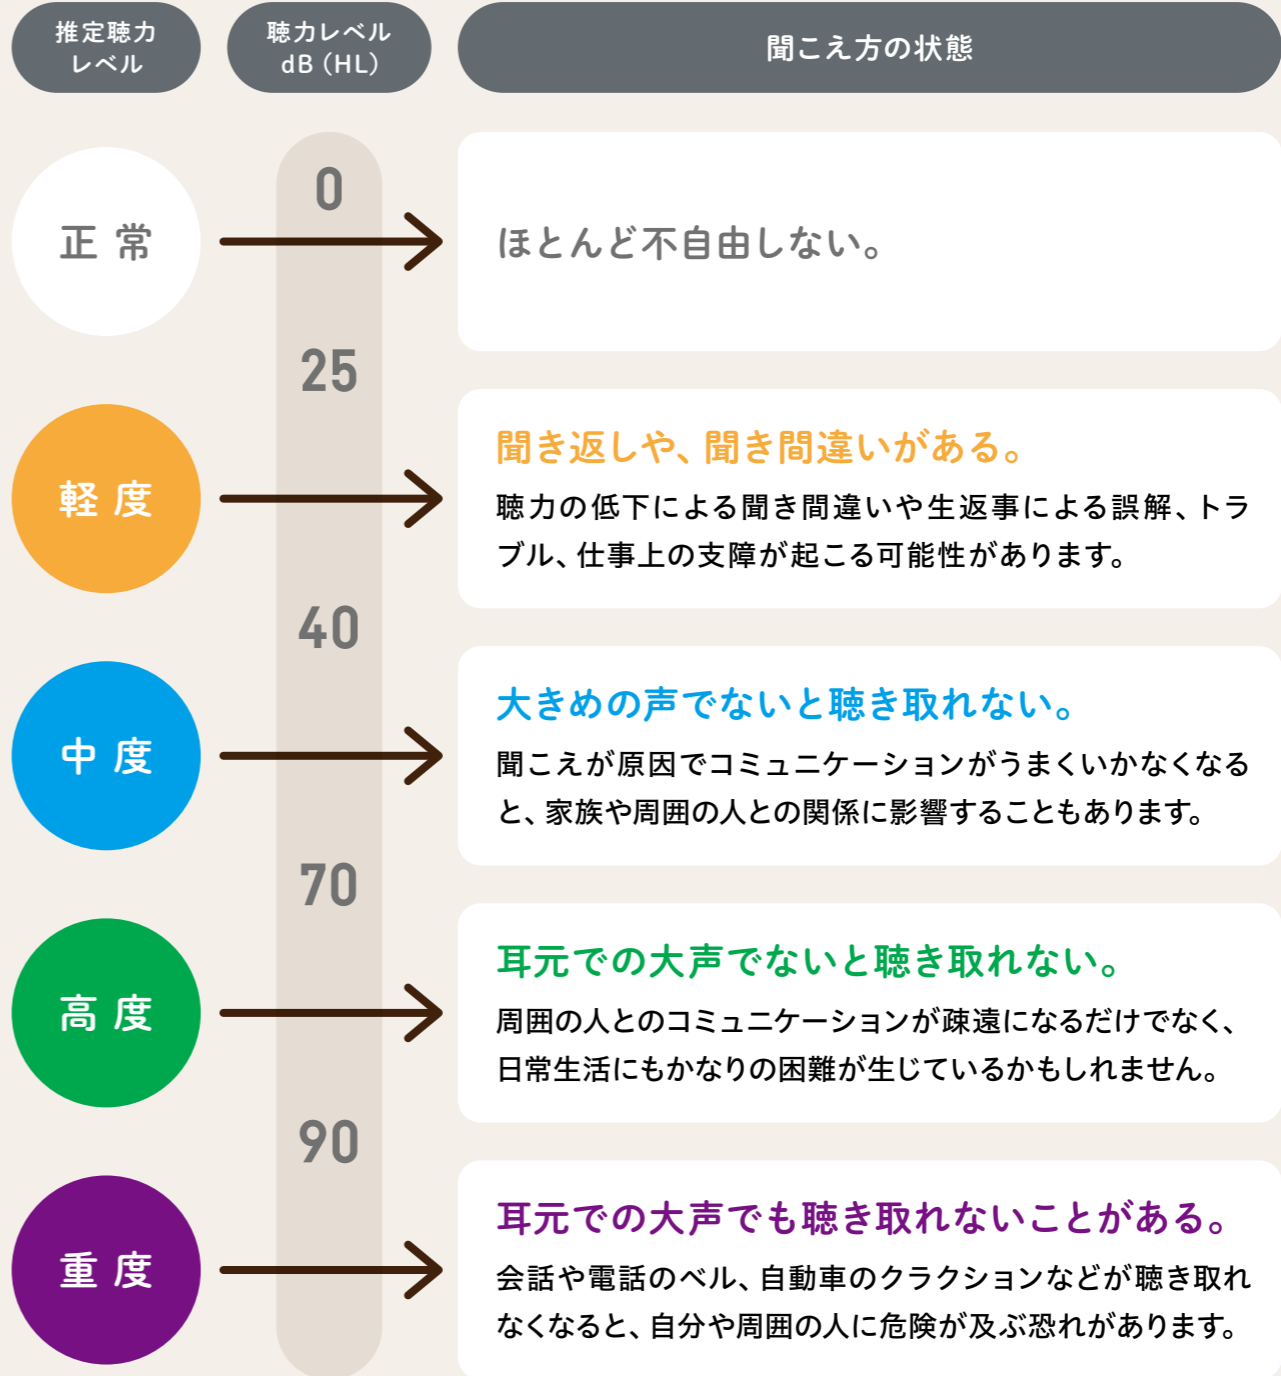 推定聴力
レベル
聴力レベル
dB（HL）
聞こえ方の状態
正常
0
ほとんど不自由しない。
25
軽度
聞き返しや、聞き間違いがある。
聴力の低下による聞き間違いや生返事による誤解、トラ
ブル、仕事上の支障が起こる可能性があります。
40
中度
大きめの声でないと聴き取れない。
聞こえが原因でコミュニケーションがうまくいかなくなる
と、家族や周囲の人との関係に影響することもあります。
70
高度
耳元での大声でないと聴き取れない。
周囲の人とのコミュニケーションが疎遠になるだけでなく、
日常生活にもかなりの困難が生じているかもしれません。
90
重度
耳元での大声でも聴き取れないことがある。
会話や電話のベル、自動車のクラクションなどが聴き取れ
なくなると、自分や周囲の人に危険が及ぶ恐れがあります。